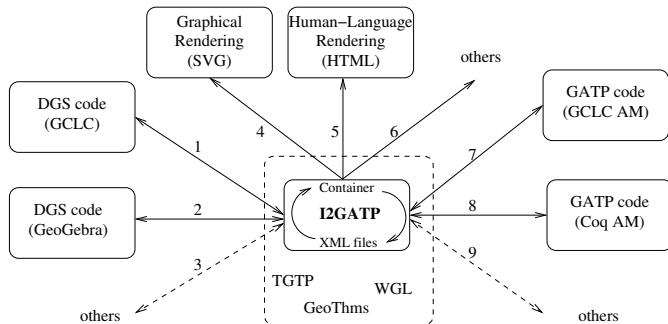 Graphical
Rendering
(SVG)
Human−Language
Rendering
(HTML)
others
DGS code
(GCLC)
GATP code
(GCLC AM)
4
5
6
1
7
Container
I2GATP
XML files
DGS code
(GeoGebra)
2
8
GATP code
(Coq AM)
3
9
TGTP
WGL
GeoThms
others
others